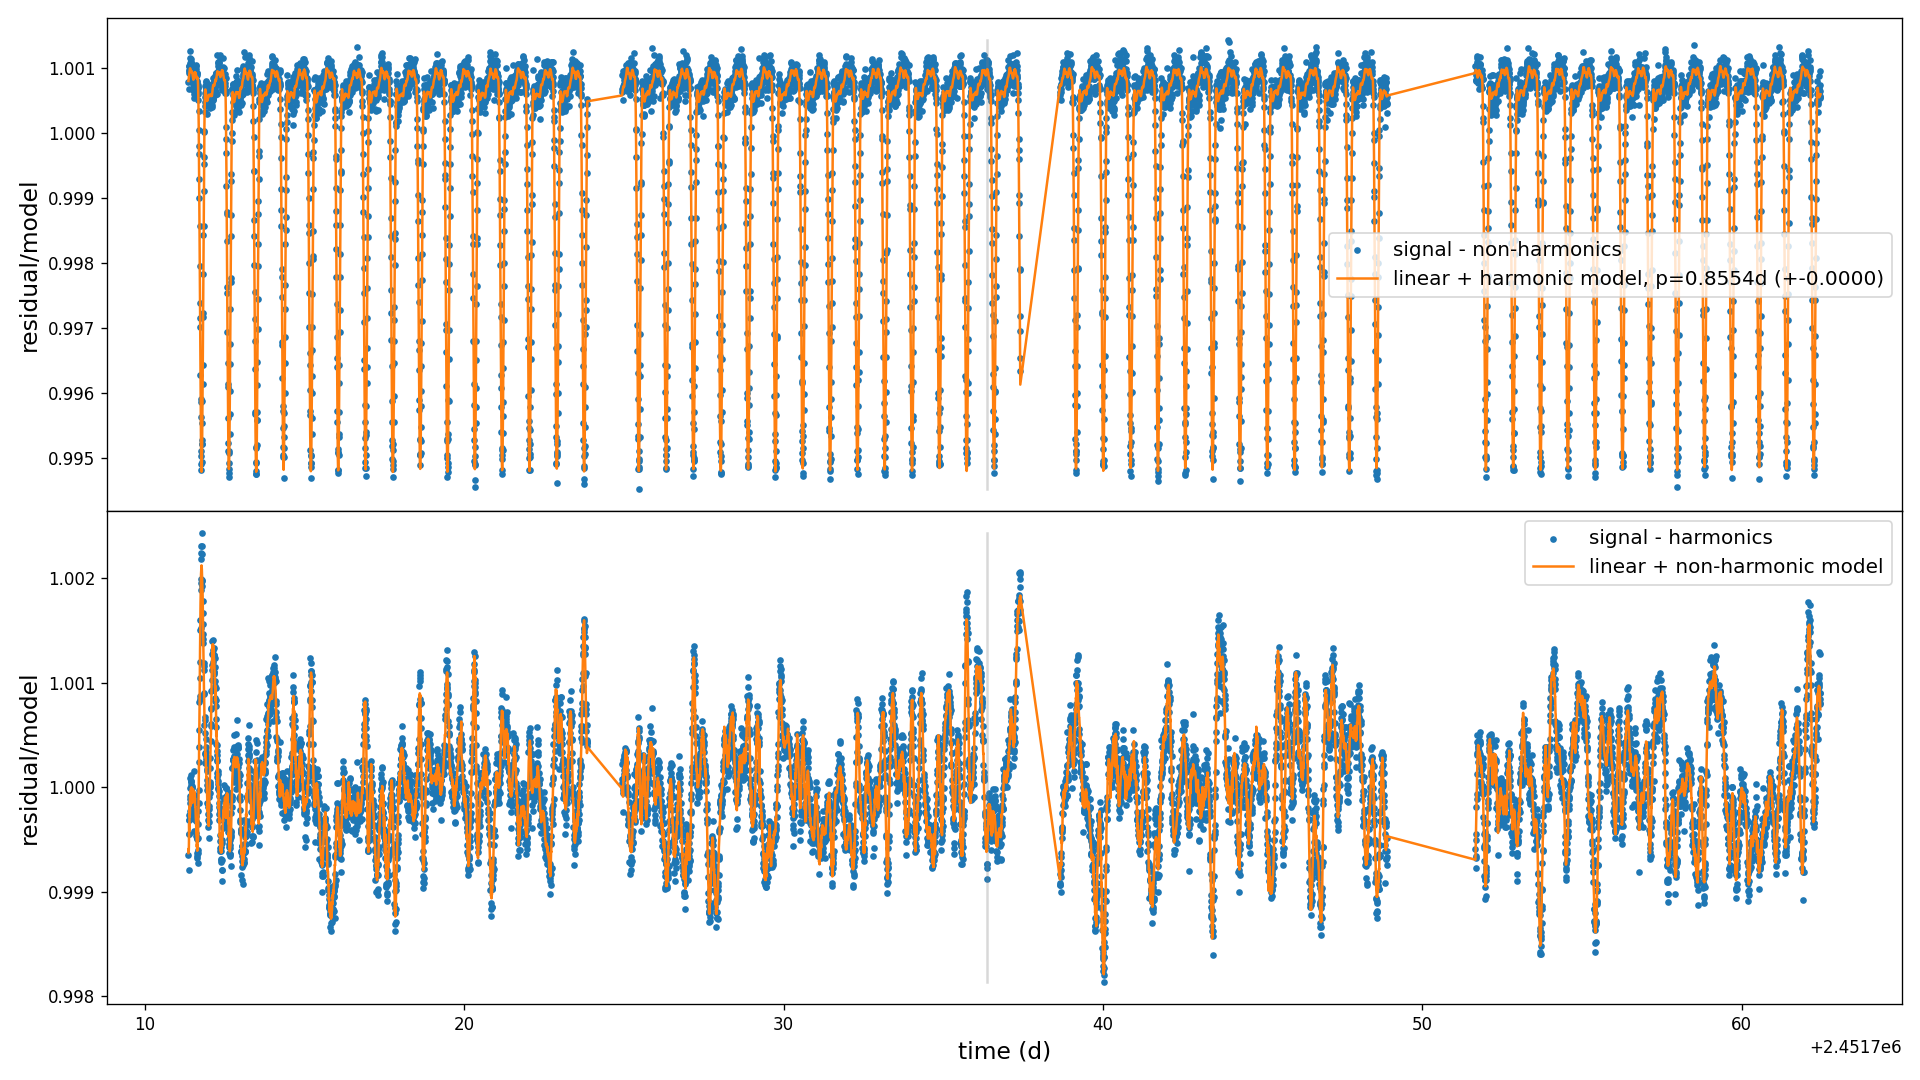 1.001
1.000
0.999
0.998
0.997
0.996
0.995
residual/model
signal - non-harmonics
linear + harmonic model, p=0.8554d (+-0.0000)
1.002
1.001
1.000
0.999
0.998
residual/model
signal - harmonics
linear + non-harmonic model
10 20 30 40 50 60
time (d)
+2.4517e6